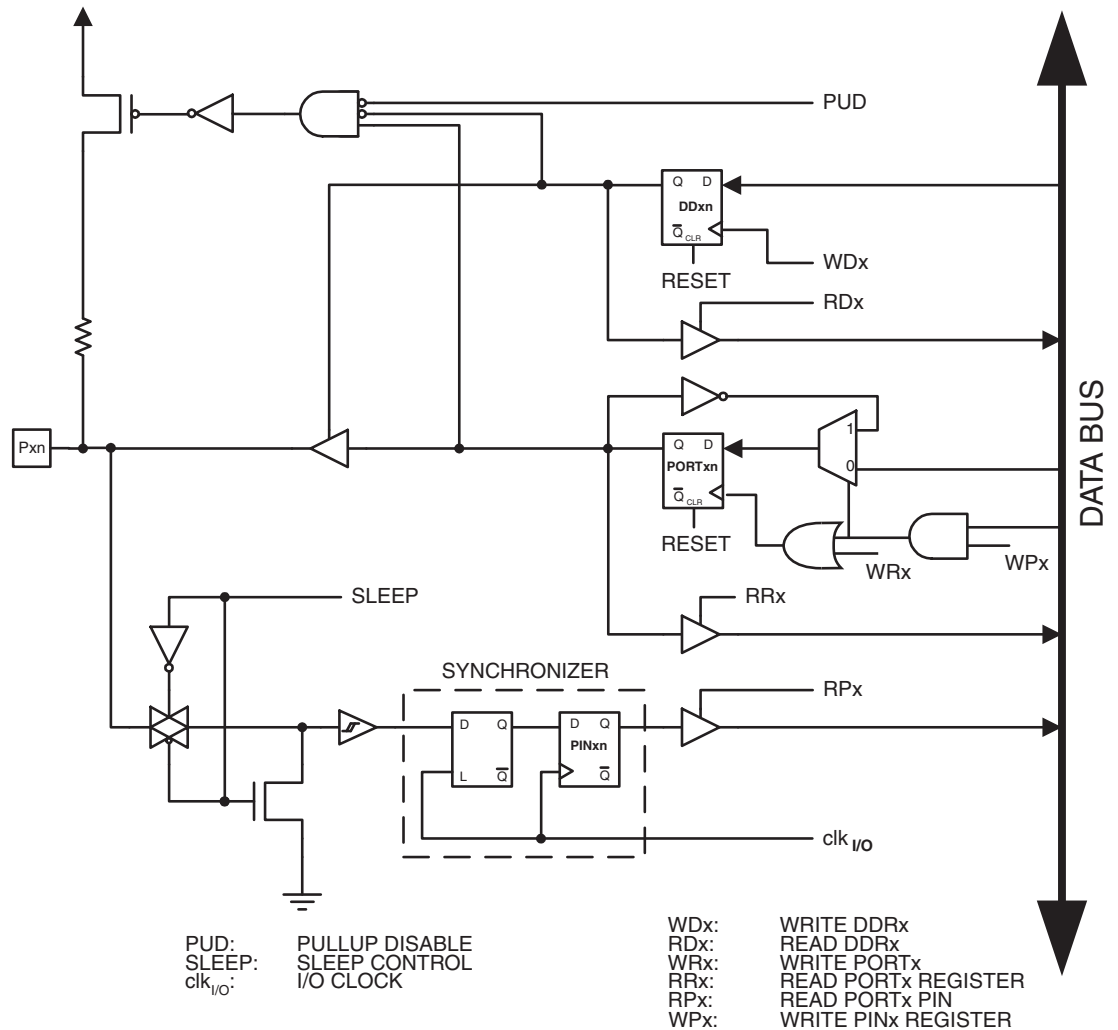 PUD
Q D
DDxn
Q CLR
WDx
RESET
RDx
DATA BUS
1
Pxn
Q D
0
PORTxn
Q CLR
RESET
WRx
WPx
SLEEP
RRx
SYNCHRONIZER
RPx
D Q
D Q
PINxn
L Q
Q
clk I/O
PUD: PULLUP DISABLE
SLEEP: SLEEP CONTROL
clkI/O: I/O CLOCK
WDx: WRITE DDRx
RDx: READ DDRx
WRx: WRITE PORTx
RRx: READ PORTx REGISTER
RPx: READ PORTx PIN
WPx: WRITE PINx REGISTER